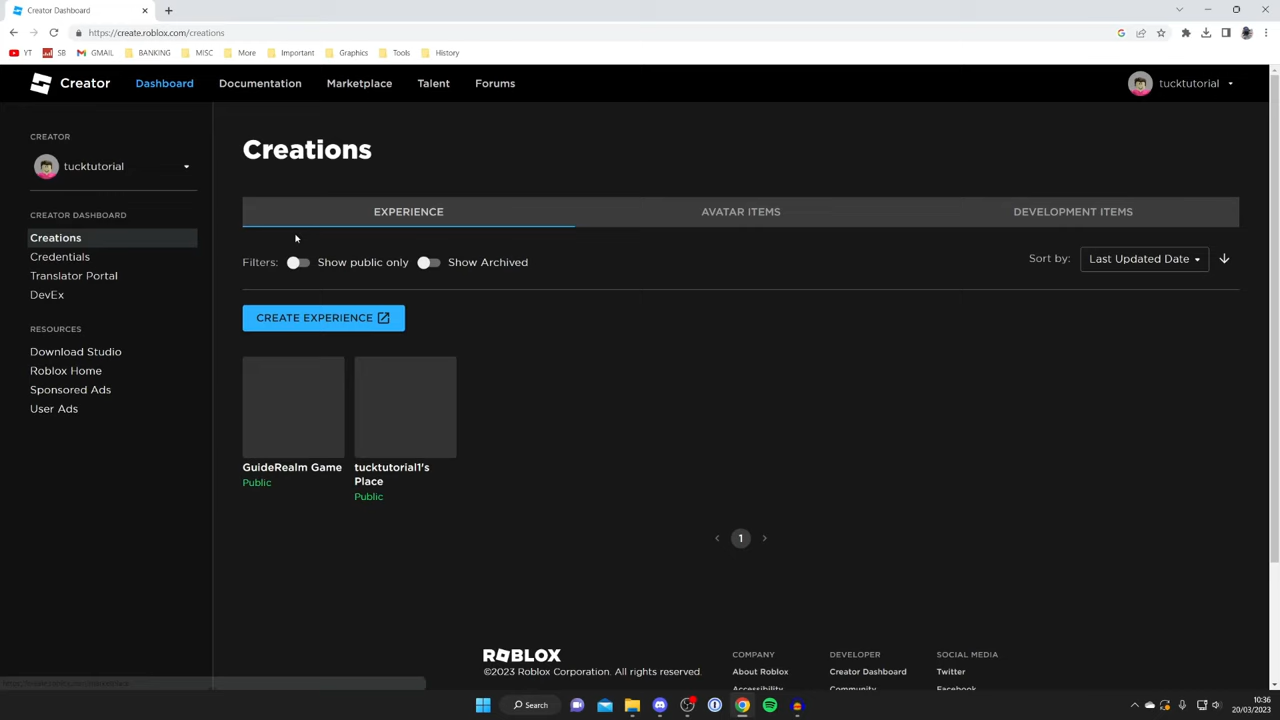 Creator Dashboard
https://create.roblox.com/creations
YT SB GMAIL BANKING MISC More Important Graphics Tools History
Creator Dashboard Documentation Marketplace Talent Forums tucktutorial
CREATOR
tucktutorial
CREATOR DASHBOARD
Creations
Credentials
Translator Portal
DevEx
RESOURCES
Download Studio
Roblox Home
Sponsored Ads
User Ads
Creations
EXPERIENCE AVATAR ITEMS DEVELOPMENT ITEMS
Filters: Show public only Show Archived Sort by: Last Updated Date
CREATE EXPERIENCE
GuideRealm Game
Public
tucktutorial1's
Place
Public
1
ROBLOX
©2023 Roblox Corporation. All rights reserved.
COMPANY
About Roblox
Accessibility
DEVELOPER
Creator Dashboard
Community
SOCIAL MEDIA
Twitter
Facebook
Search
10:36
20/03/2023